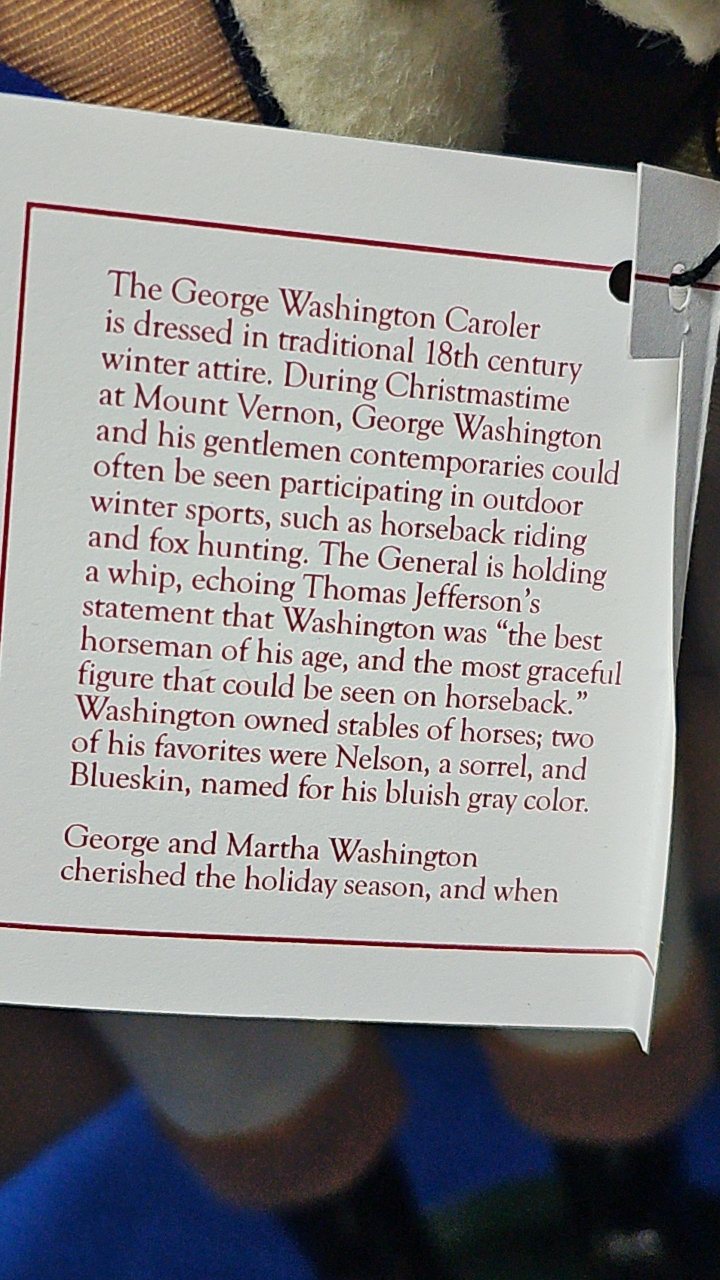 The George Washington Caroler
is dressed in traditional 18th century
winter attire. During Christmastime
at Mount Vernon, George Washington
and his gentlemen contemporaries could
often be seen participating in outdoor
winter sports, such as horseback riding
and fox hunting. The General is holding
a whip, echoing Thomas Jefferson's
statement that Washington was “the best
horseman of his age, and the most graceful
figure that could be seen on horseback.”
Washington owned stables of horses; two
of his favorites were Nelson, a sorrel, and
Blueskin, named for his bluish gray color.
George and Martha Washington
cherished the holiday season, and when